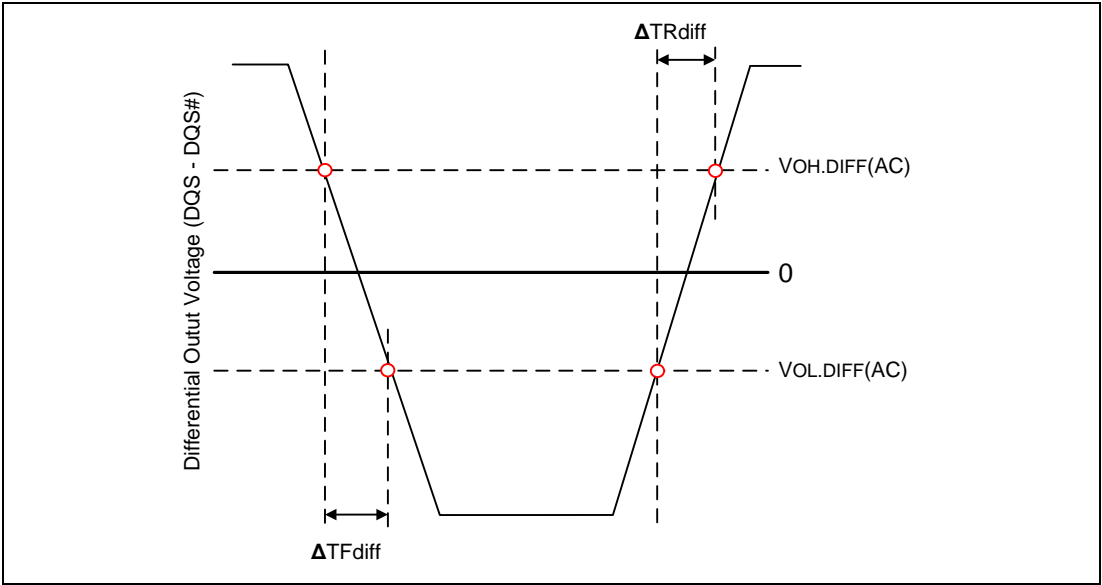 ΔTRdiff
Differential Outut Voltage (DQS - DQS#)
VOH.DIFF(AC)
0
VOL.DIFF(AC)
ΔTFdiff